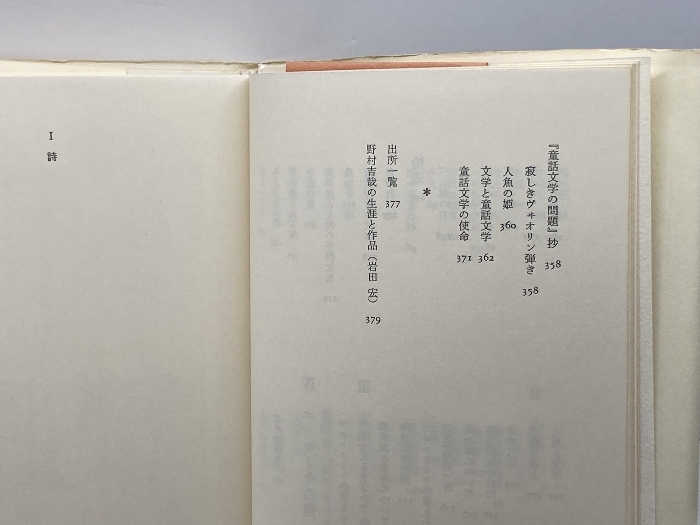 『童話文学の問題』抄 358
寂しきヴヰオリン弾き 358
人魚の姫 360
文学と童話文学 362
童話文学の使命 371
*
出所一覧 377
野村吉哉の生涯と作品（岩田 宏） 379
I 詩